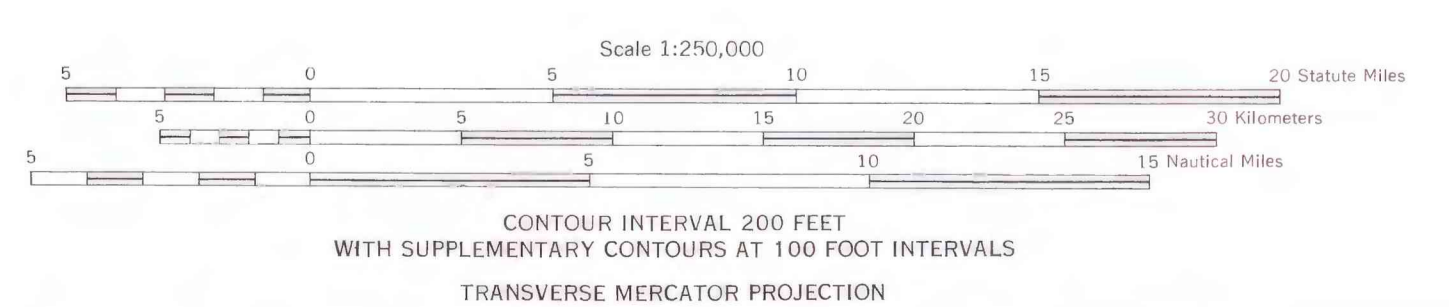 Scale 1:250,000
5 0 5 10 15 20 Statute Miles
5 0 5 10 15 20 25 30 Kilometers
5 0 5 10 15 Nautical Miles
CONTOUR INTERVAL 200 FEET
WITH SUPPLEMENTARY CONTOURS AT 100 FOOT INTERVALS
TRANSVERSE MERCATOR PROJECTION